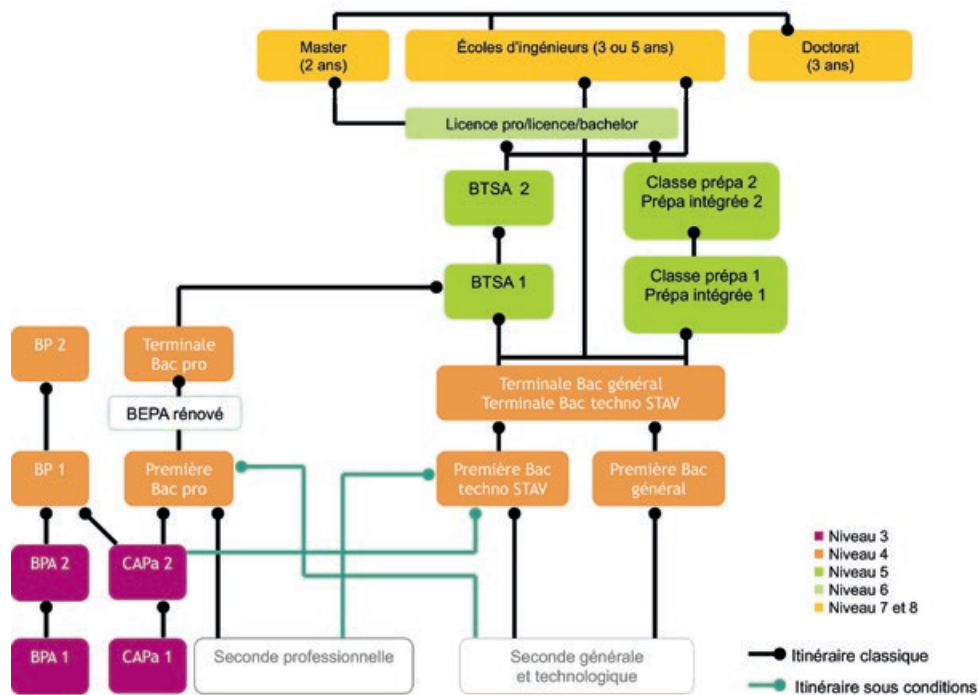 Master
(2 ans)
Écoles d'ingénieurs (3 ou 5 ans)
Doctorat
(3 ans)
Licence pro/licence/bachelor
BTSA 2
Classe prépa 2
Prépa intégrée 2
BTSA 1
Classe prépa 1
Prépa intégrée 1
BP 2
Terminale
Bac pro
Terminale Bac général
Terminale Bac techno STAV
BEPA rénové
BP 1
Première
Bac pro
Première Bac
techno STAV
Première Bac
général
BPA 2
CAPa 2
BPA 1
CAPa 1
Seconde professionnelle
Seconde générale
et technologique
Niveau 3
Niveau 4
Niveau 5
Niveau 6
Niveau 7 et 8
Itinéraire classique
Itinéraire sous conditions